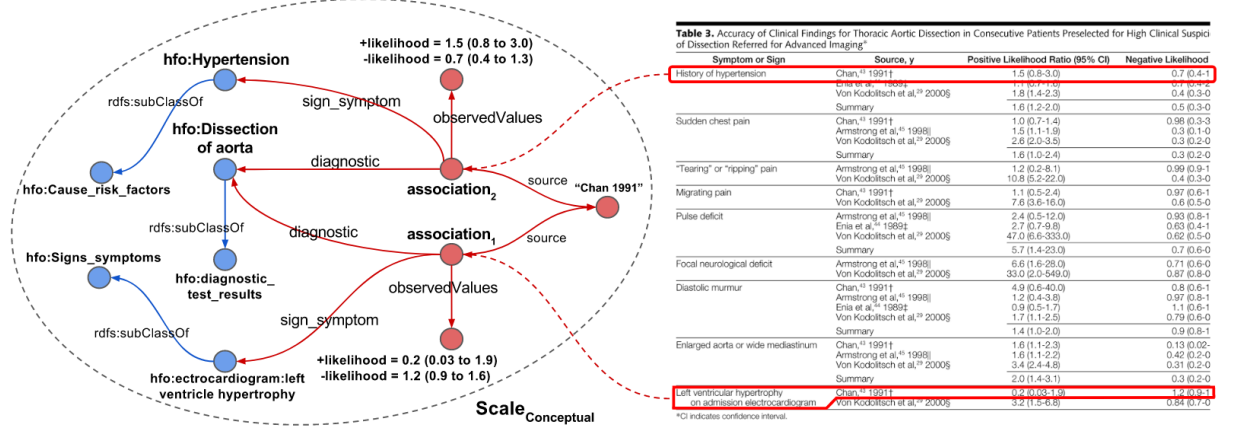 +likelihood = 1.5 (0.8 to 3.0)
-likelihood = 0.7 (0.4 to 1.3)
hfo:Hypertension
rdfs:subClassOf
sign_symptom
observedValues
hfo:Dissection
of aorta
diagnostic
hfo:Cause_risk_factors
association2
source
"Chan 1991"
rdfs:subClassOf
diagnostic
association1
source
hfo:Signs_symptoms
hfo:diagnostic_
test_results
observedValues
rdfs:subClassOf
sign_symptom
hfo:ectrocardiogram:left
ventricle hypertrophy
+likelihood = 0.2 (0.03 to 1.9)
-likelihood = 1.2 (0.9 to 1.6)
ScaleConceptual
Table 3. Accuracy of Clinical Findings for Thoracic Aortic Dissection in Consecutive Patients Preselected for High Clinical Suspici
of Dissection Referred for Advanced Imaging*
Symptom or Sign Source, y Positive Likelihood Ratio (95% CI) Negative Likelihood
History of hypertension Chan,43 1991† 1.5 (0.8-3.0) 0.7 (0.4-1
Von Kodolitsch et al,29 2000§ 1.8 (1.4-2.3) 0.4 (0.3-0
Summary 1.6 (1.2-2.0) 0.5 (0.3-0
Sudden chest pain Chan,43 1991† 1.0 (0.7-1.4) 0.98 (0.3-3
Armstrong et al,45 1998|| 1.5 (1.1-1.9) 0.3 (0.1-0
Von Kodolitsch et al,29 2000§ 2.6 (2.0-3.5) 0.3 (0.2-0
Summary 1.6 (1.0-2.4) 0.3 (0.2-0
"Tearing" or "ripping" pain Armstrong et al,45 1998|| 1.2 (0.2-8.1) 0.99 (0.9-1
Von Kodolitsch et al,29 2000§ 10.8 (5.2-22.0) 0.4 (0.3-0
Migrating pain Chan,43 1991† 1.1 (0.5-2.4) 0.97 (0.6-1
Von Kodolitsch et al,29 2000§ 7.6 (3.6-16.0) 0.6 (0.5-0
Pulse deficit Armstrong et al,45 1998|| 2.4 (0.5-12.0) 0.93 (0.8-1
Enia et al,44 1989‡ 2.7 (0.7-9.8) 0.63 (0.4-1
Von Kodolitsch et al,29 2000§ 47.0 (6.6-333.0) 0.62 (0.5-0
Summary 5.7 (1.4-23.0) 0.7 (0.6-0
Focal neurological deficit Armstrong et al,45 1998|| 6.6 (1.6-28.0) 0.71 (0.6-0
Von Kodolitsch et al,29 2000§ 33.0 (2.0-549.0) 0.87 (0.8-0
Diastolic murmur Chan,43 1991† 4.9 (0.6-40.0) 0.8 (0.6-1
Armstrong et al,45 1998|| 1.2 (0.4-3.8) 0.97 (0.8-1
Enia et al,44 1989‡ 0.9 (0.5-1.7) 1.1 (0.6-1
Von Kodolitsch et al,29 2000§ 1.7 (1.1-2.5) 0.79 (0.6-0
Summary 1.4 (1.0-2.0) 0.9 (0.8-1
Enlarged aorta or wide mediastinum Chan,43 1991† 1.6 (1.1-2.3) 0.13 (0.02-
Armstrong et al,45 1998|| 1.6 (1.1-2.2) 0.42 (0.2-0
Von Kodolitsch et al,29 2000§ 3.4 (2.4-4.8) 0.31 (0.2-0
Summary 2.0 (1.4-3.1) 0.3 (0.2-0
Left ventricular hypertrophy Chan,43 1991† 0.2 (0.03-1.9) 1.2 (0.9-1
on admission electrocardiogram Von Kodolitsch et al,29 2000§ 3.2 (1.5-6.8) 0.84 (0.7-0
*CI indicates confidence interval.